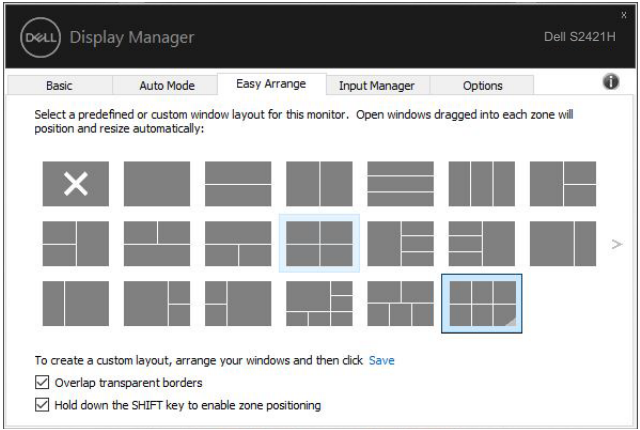 x
DELL Display Manager
Dell S2421H
Basic Auto Mode Easy Arrange Input Manager Options i
Select a predefined or custom window layout for this monitor. Open windows dragged into each zone will
position and resize automatically:
>
To create a custom layout, arrange your windows and then click Save
Overlap transparent borders
Hold down the SHIFT key to enable zone positioning